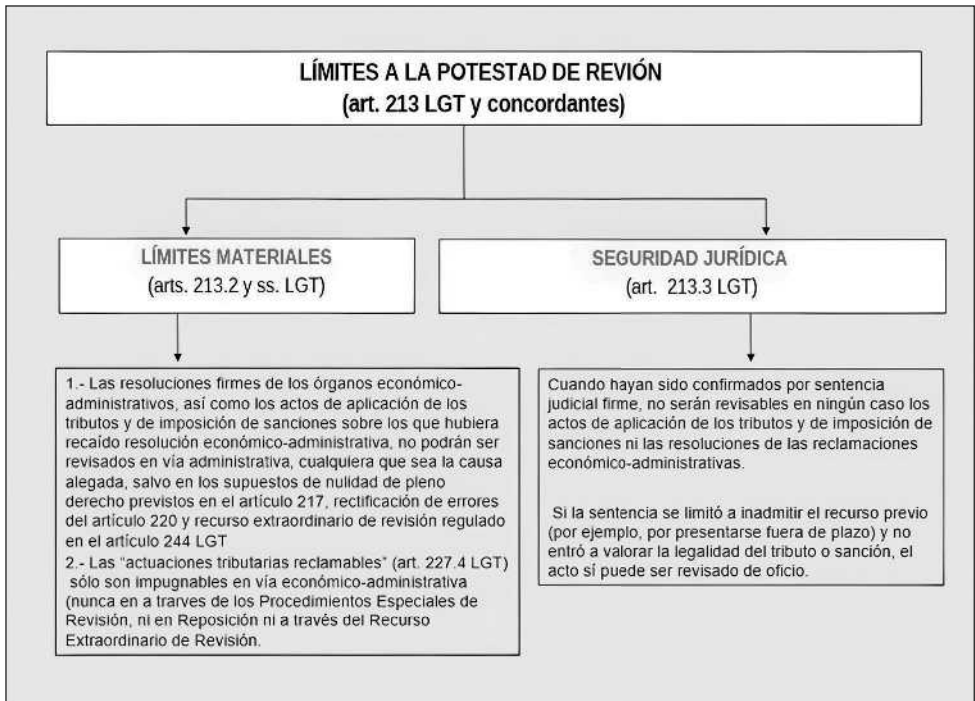 LÍMITES A LA POTESTAD DE REVIÓN
(art. 213 LGT y concordantes)
LÍMITES MATERIALES
(arts. 213.2 y ss. LGT)
SEGURIDAD JURÍDICA
(art. 213.3 LGT)
1.- Las resoluciones firmes de los órganos económico-
administrativos, así como los actos de aplicación de los
tributos y de imposición de sanciones sobre los que hubiera
recaído resolución económico-administrativa, no podrán ser
revisados en vía administrativa, cualquiera que sea la causa
alegada, salvo en los supuestos de nulidad de pleno
derecho previstos en el artículo 217, rectificación de errores
del artículo 220 y recurso extraordinario de revisión regulado
en el artículo 244 LGT
2.- Las “actuaciones tributarias reclamables” (art. 227.4 LGT)
sólo son impugnables en vía económico-administrativa
(nunca en a trarves de los Procedimientos Especiales de
Revisión, ni en Reposición ni a través del Recurso
Extraordinario de Revisión.
Cuando hayan sido confirmados por sentencia
judicial firme, no serán revisables en ningún caso los
actos de aplicación de los tributos y de imposición de
sanciones ni las resoluciones de las reclamaciones
económico-administrativas.
Si la sentencia se limitó a inadmitir el recurso previo
(por ejemplo, por presentarse fuera de plazo) y no
entró a valorar la legalidad del tributo o sanción, el
acto sí puede ser revisado de oficio.